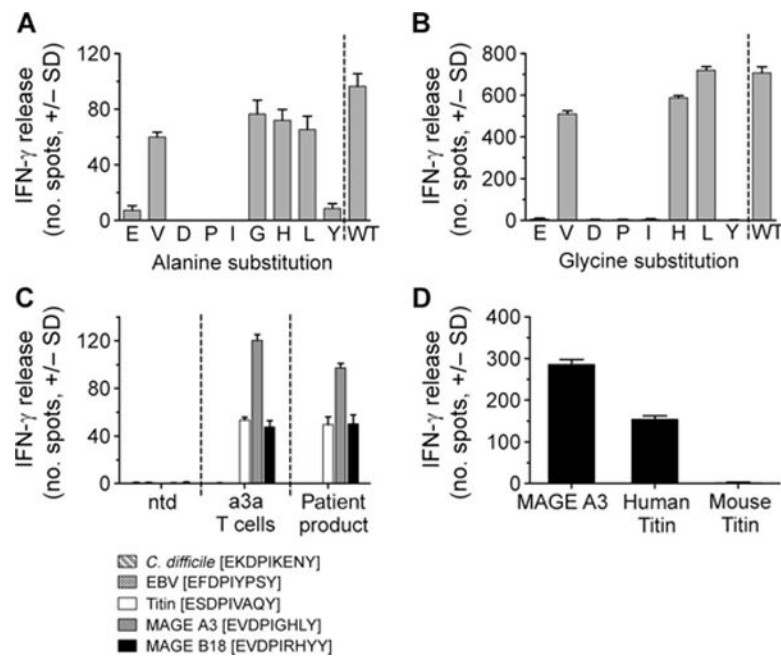 A
IFN-γ release
(no. spots, +/– SD)
120
80
40
0
E V D P I G H L Y WT
Alanine substitution
B
IFN-γ release
(no. spots, +/– SD)
800
600
400
200
0
E V D P I H L Y WT
Glycine substitution
C
IFN-γ release
(no. spots, +/– SD)
120
80
40
0
ntd
a3a
T cells
Patient
product
C. difficile [EKDPIKENY]
EBV [EFDPIYPSY]
Titin [ESDPIVAQY]
MAGE A3 [EVDPIGHLY]
MAGE B18 [EVDPIRHYY]
D
IFN-γ release
(no. spots, +/– SD)
400
300
200
100
0
MAGE A3
Human
Titin
Mouse
Titin